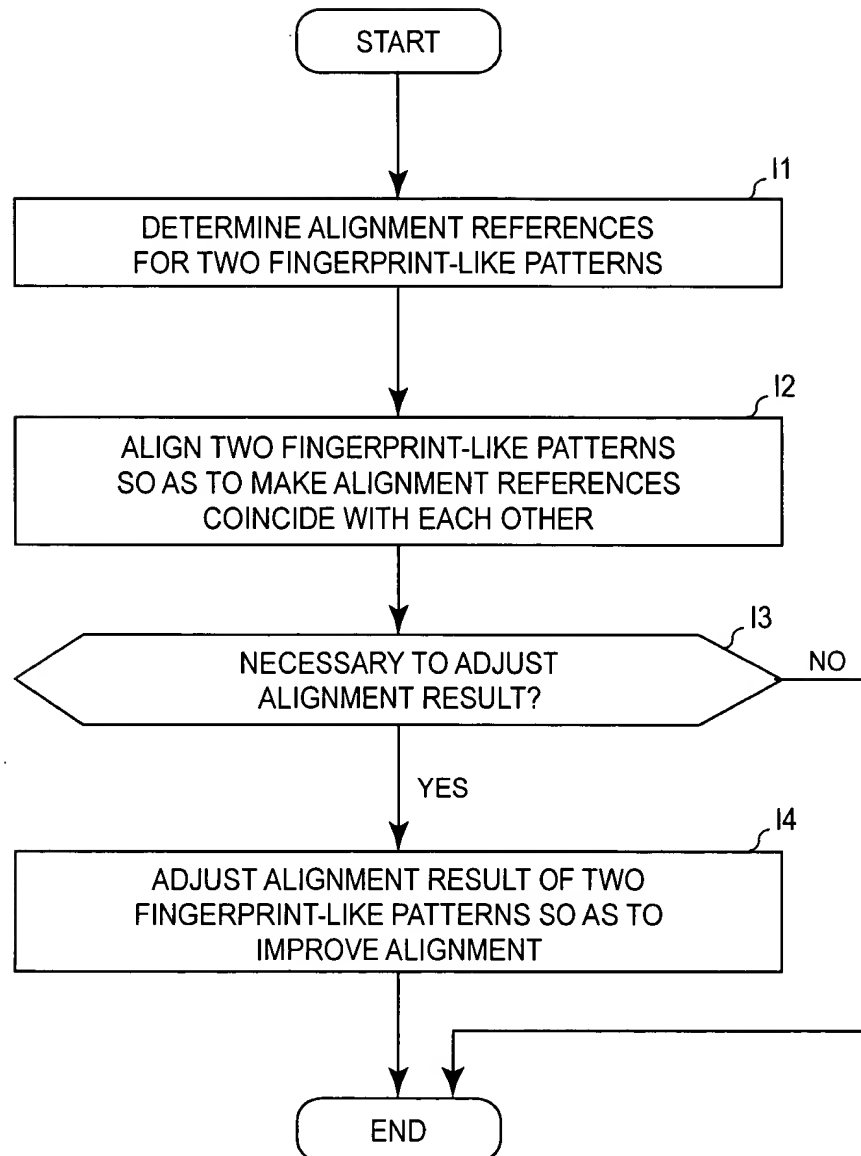 START
I1
DETERMINE ALIGNMENT REFERENCES
FOR TWO FINGERPRINT-LIKE PATTERNS
I2
ALIGN TWO FINGERPRINT-LIKE PATTERNS
SO AS TO MAKE ALIGNMENT REFERENCES
COINCIDE WITH EACH OTHER
I3
NECESSARY TO ADJUST
ALIGNMENT RESULT?
NO
YES
I4
ADJUST ALIGNMENT RESULT OF TWO
FINGERPRINT-LIKE PATTERNS SO AS TO
IMPROVE ALIGNMENT
END